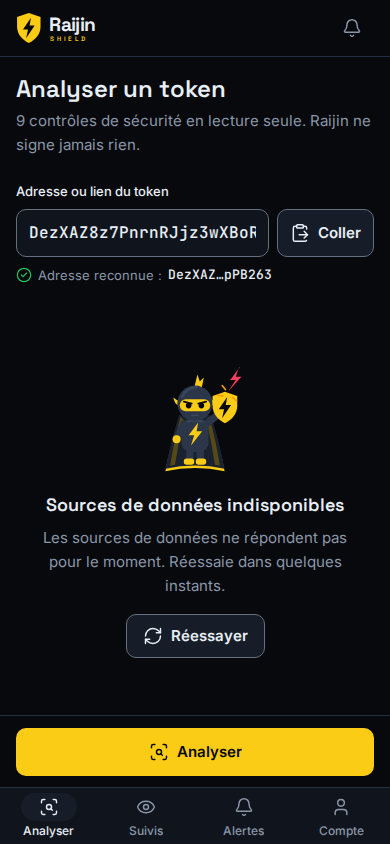 Raijin
SHIELD
Analyser un token
9 contrôles de sécurité en lecture seule. Raijin ne
signe jamais rien.
Adresse ou lien du token
DezXAZ8z7PnrnRJjz3wXBoR
Coller
Adresse reconnue : DezXAZ…pPB263
Sources de données indisponibles
Les sources de données ne répondent pas
pour le moment. Réessaie dans quelques
instants.
Réessayer
Analyser
Analyser
Suivis
Alertes
Compte